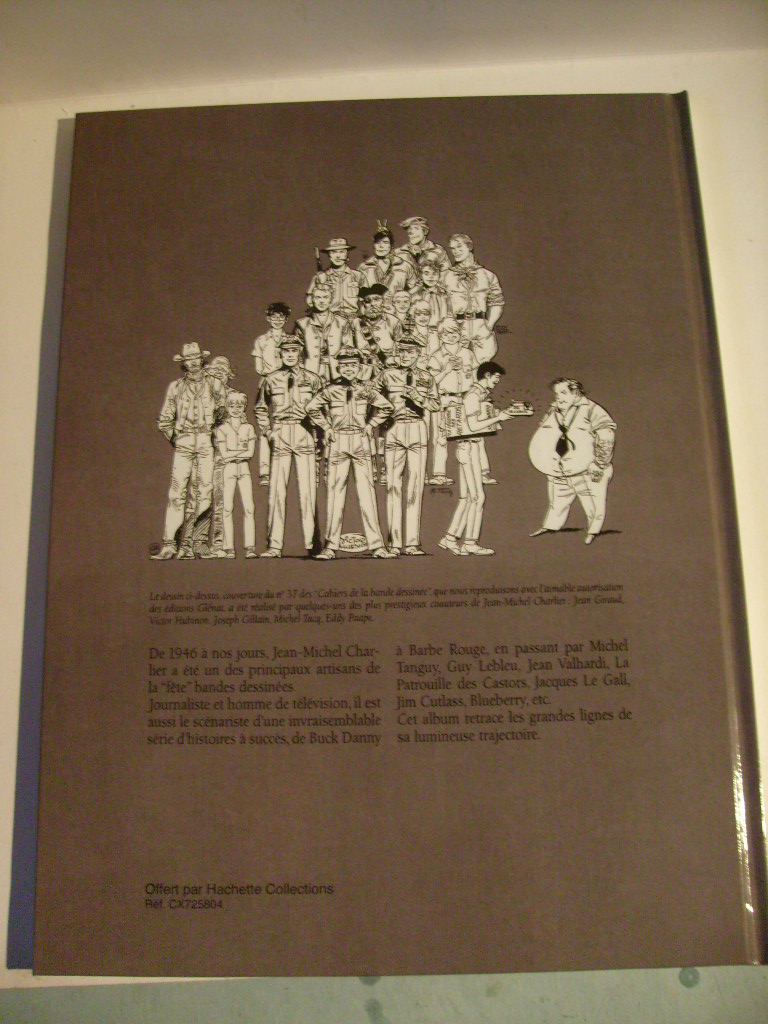 Le dessin ci-dessus, couverture du n° 37 des "Cahiers de la bande dessinée", que nous reproduisons avec l'aimable autorisation
des éditions Glénat, a été réalisé par quelques-uns des plus prestigieux coauteurs de Jean-Michel Charlier : Jean Giraud,
Victor Hubinon, Joseph Gillain, Michel Tacq, Eddy Paape.
De 1946 à nos jours, Jean-Michel Char-
lier a été un des principaux artisans de
la "fête" bandes dessinées
Journaliste et homme de télévision, il est
aussi le scénariste d'une invraisemblable
série d'histoires à succès, de Buck Danny
à Barbe Rouge, en passant par Michel
Tanguy, Guy Lebleu, Jean Valhardi, La
Patrouille des Castors, Jacques Le Gall,
Jim Cutlass, Blueberry, etc.
Cet album retrace les grandes lignes de
sa lumineuse trajectoire.
Offert par Hachette Collections
Réf. CX725804